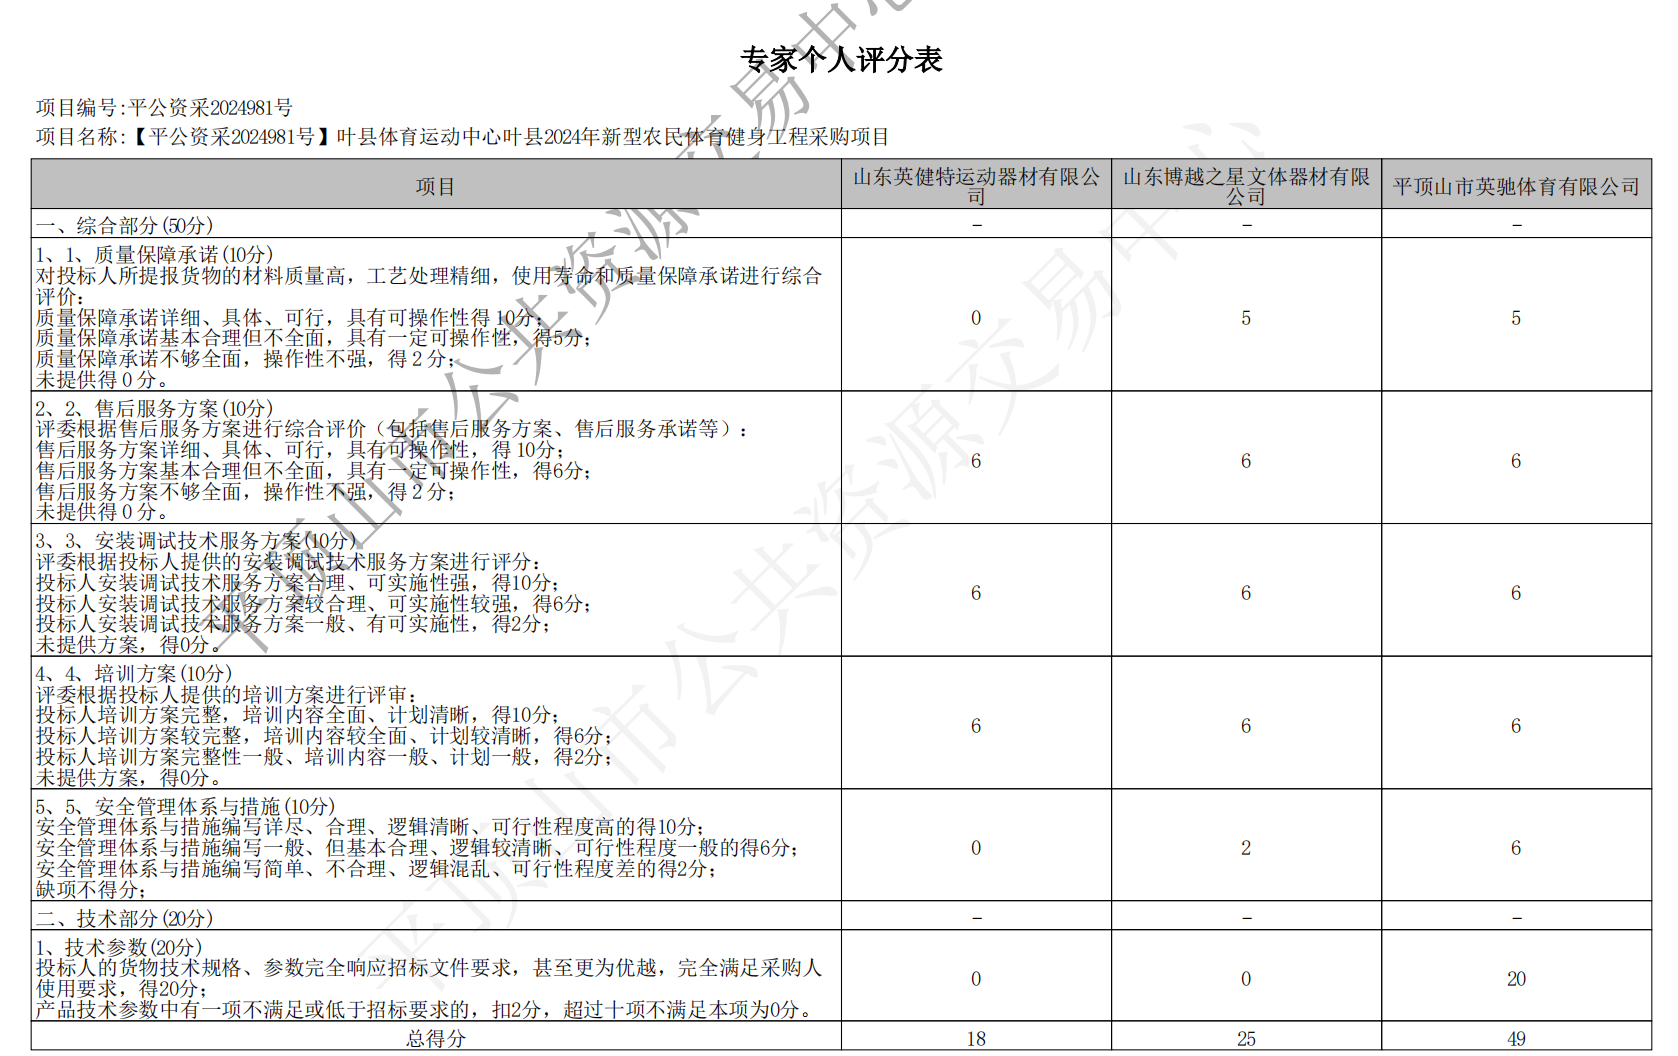 专家个人评分表
项目编号:平公资采2024981号
项目名称:【平公资采2024981号】叶县体育运动中心叶县2024年新型农民体育健身工程采购项目
项目
山东英健特运动器材有限公
司
山东博越之星文体器材有限
公司
平顶山市英驰体育有限公司
一、综合部分(50分)
-
-
-
1、1、质量保障承诺(10分)
对投标人所提报货物的材料质量高，工艺处理精细，使用寿命和质量保障承诺进行综合
评价：
质量保障承诺详细、具体、可行，具有可操作性得 10分；
质量保障承诺基本合理但不全面，具有一定可操作性，得5分；
质量保障承诺不够全面，操作性不强，得 2 分；
未提供得 0 分。
0
5
5
2、2、售后服务方案(10分)
评委根据售后服务方案进行综合评价（包括售后服务方案、售后服务承诺等）：
售后服务方案详细、具体、可行，具有可操作性，得 10分；
售后服务方案基本合理但不全面，具有一定可操作性，得6分；
售后服务方案不够全面，操作性不强，得 2 分；
未提供得 0 分。
6
6
6
3、3、安装调试技术服务方案(10分)
评委根据投标人提供的安装调试技术服务方案进行评分：
投标人安装调试技术服务方案合理、可实施性强，得10分；
投标人安装调试技术服务方案较合理、可实施性较强，得6分；
投标人安装调试技术服务方案一般、有可实施性，得2分；
未提供方案，得0分。
6
6
6
4、4、培训方案(10分)
评委根据投标人提供的培训方案进行评审：
投标人培训方案完整，培训内容全面、计划清晰，得10分；
投标人培训方案较完整，培训内容较全面、计划较清晰，得6分；
投标人培训方案完整性一般、培训内容一般、计划一般，得2分；
未提供方案，得0分。
6
6
6
5、5、安全管理体系与措施(10分)
安全管理体系与措施编写详尽、合理、逻辑清晰、可行性程度高的得10分；
安全管理体系与措施编写一般、但基本合理、逻辑较清晰、可行性程度一般的得6分；
安全管理体系与措施编写简单、不合理、逻辑混乱、可行性程度差的得2分；
缺项不得分；
0
2
6
二、技术部分(20分)
-
-
-
1、技术参数(20分)
投标人的货物技术规格、参数完全响应招标文件要求，甚至更为优越，完全满足采购人
使用要求，得20分；
产品技术参数中有一项不满足或低于招标要求的，扣2分，超过十项不满足本项为0分。
0
0
20
总得分
18
25
49
平顶山市公共资源交易中心
平顶山市公共资源交易中心